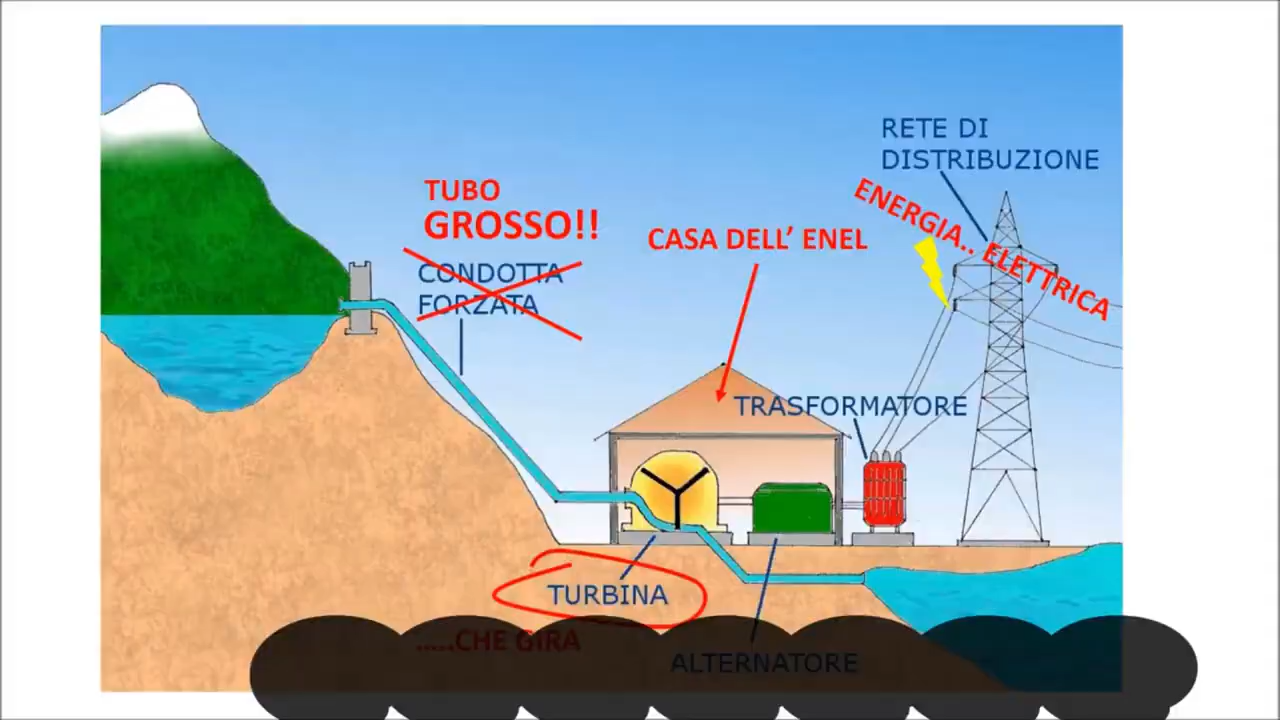 RETE DI
DISTRIBUZIONE
TUBO
GROSSO!!
ENERGIA.. ELETTRICA
CASA DELL’ ENEL
CONDOTTA
FORZATA
TRASFORMATORE
TURBINA
.....CHE GIRA
ALTERNATORE